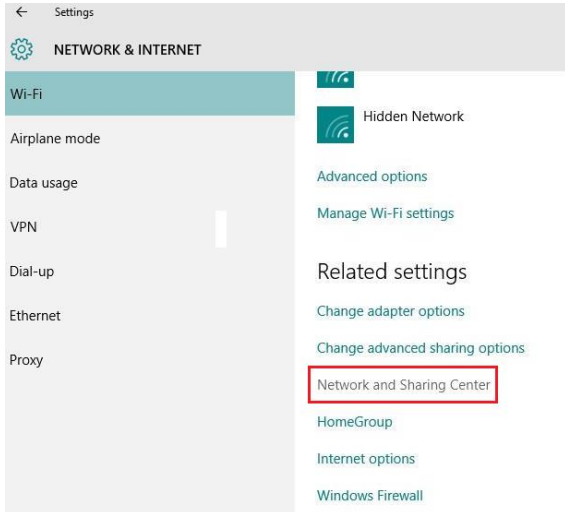 Settings
NETWORK & INTERNET
Wi-Fi
Airplane mode
Data usage
VPN
Dial-up
Ethernet
Proxy
Hidden Network
Advanced options
Manage Wi-Fi settings
Related settings
Change adapter options
Change advanced sharing options
Network and Sharing Center
HomeGroup
Internet options
Windows Firewall